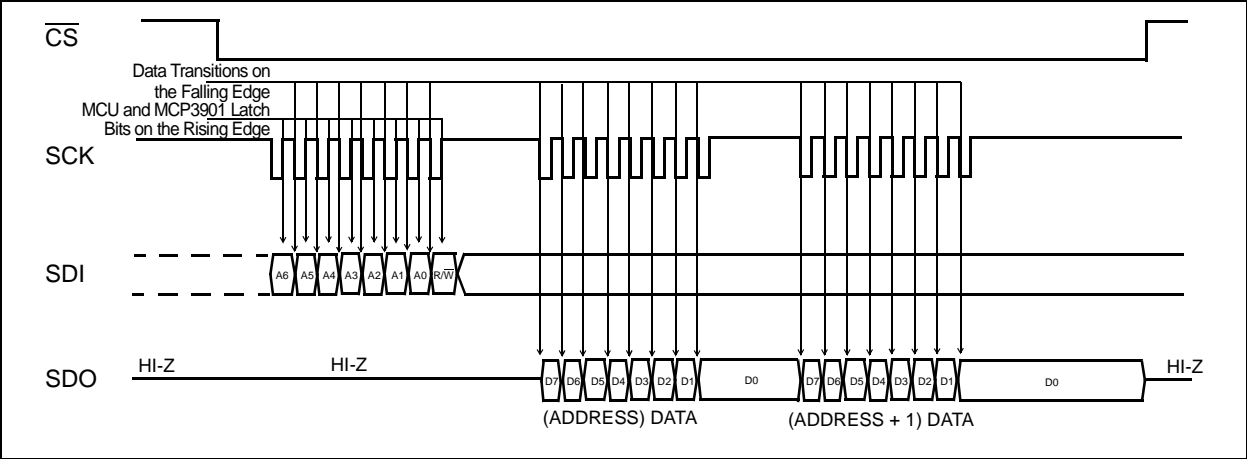 CS
Data Transitions on
the Falling Edge
MCU and MCP3901 Latch
Bits on the Rising Edge
SCK
SDI
A6 A5 A4 A3 A2 A1 A0 R/W
SDO
HI-Z HI-Z HI-Z
D7 D6 D5 D4 D3 D2 D1 D0 D7 D6 D5 D4 D3 D2 D1 D0
(ADDRESS) DATA (ADDRESS + 1) DATA